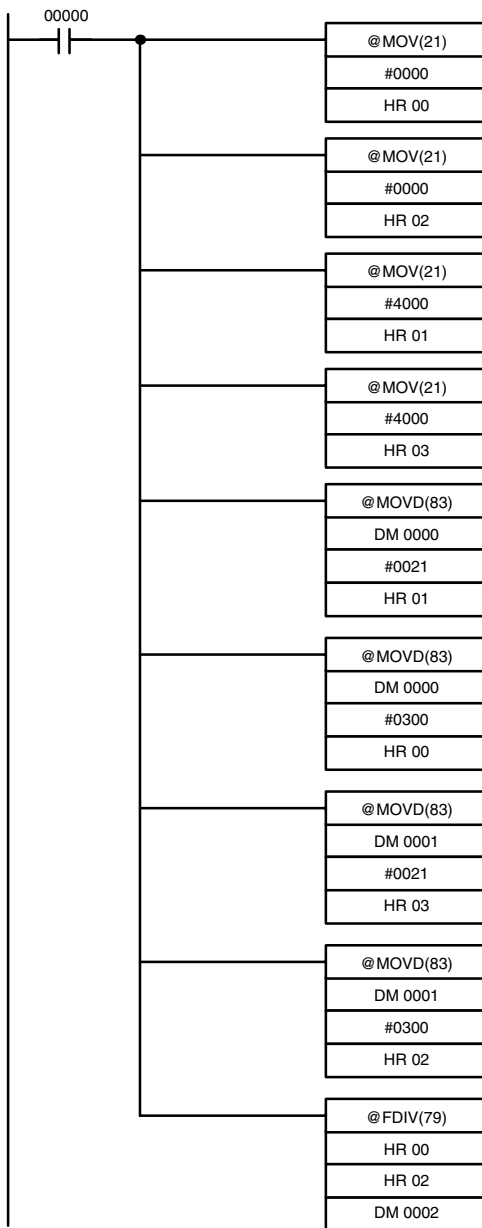 00000
@MOV(21)
#0000
HR 00
@MOV(21)
#0000
HR 02
@MOV(21)
#4000
HR 01
@MOV(21)
#4000
HR 03
@MOVD(83)
DM 0000
#0021
HR 01
@MOVD(83)
DM 0000
#0300
HR 00
@MOVD(83)
DM 0001
#0021
HR 03
@MOVD(83)
DM 0001
#0300
HR 02
@FDIV(79)
HR 00
HR 02
DM 0002